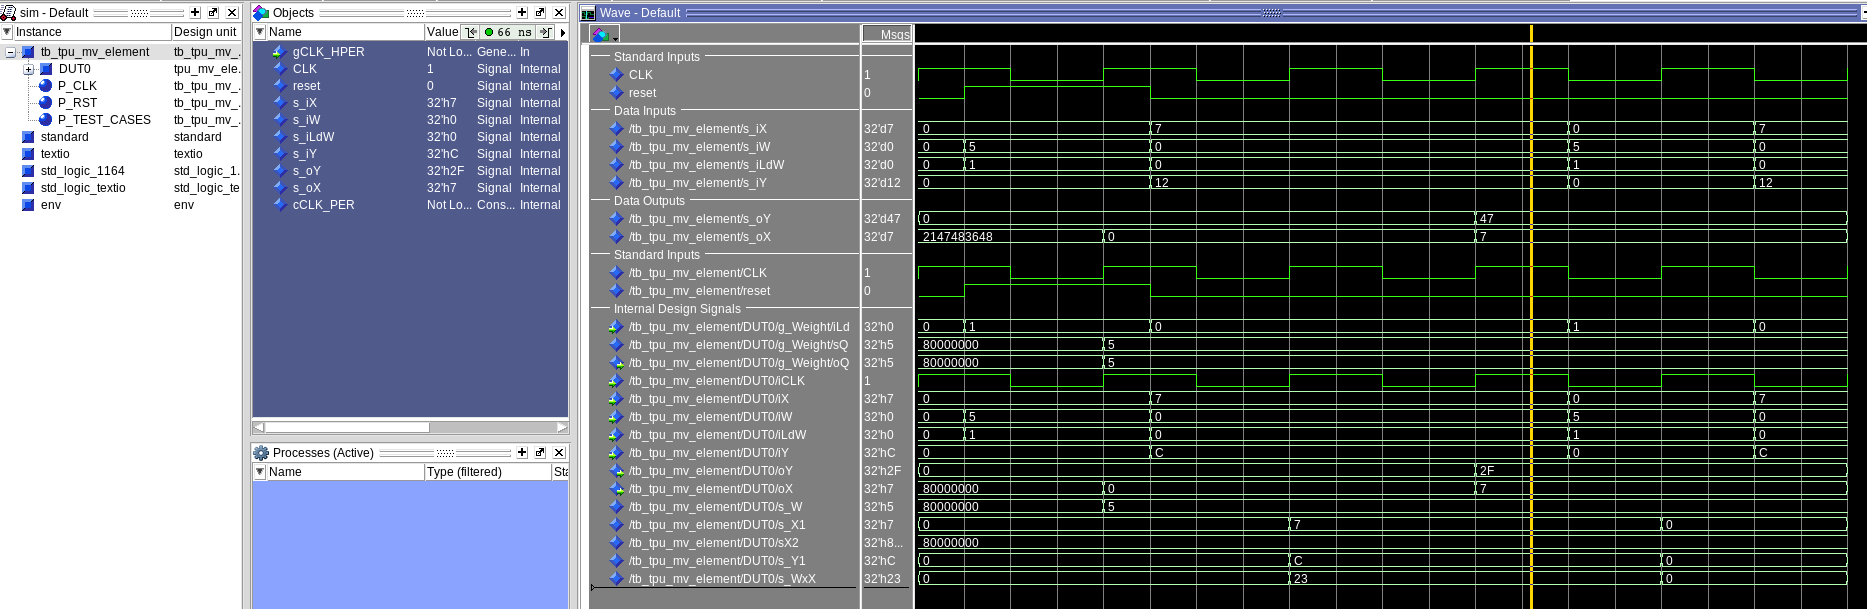 sim - Default
Instance Design unit
tb_tpu_mv_element tb_tpu_mv_...
DUT0 tpu_mv_ele...
P_CLK tb_tpu_mv_...
P_RST tb_tpu_mv_...
P_TEST_CASES tb_tpu_mv_...
standard standard
textio textio
std_logic_1164 std_logic_1...
std_logic_textio std_logic_te
env env
Objects
Name Value 66 ns
gCLK_HPER Not Lo... Gene... In
CLK 1 Signal Internal
reset 0 Signal Internal
s_iX 32'h7 Signal Internal
s_iW 32'h0 Signal Internal
s_iLdW 32'h0 Signal Internal
s_iY 32'hC Signal Internal
s_oY 32'h2F Signal Internal
s_oX 32'h7 Signal Internal
cCLK_PER Not Lo... Cons... Internal
Processes (Active)
Name Type (filtered) Sta
Wave - Default
Msgs
Standard Inputs
CLK 1
reset 0
Data Inputs
/tb_tpu_mv_element/s_iX 32'd7 0 7 0 7
/tb_tpu_mv_element/s_iW 32'd0 0 5 0 5 0
/tb_tpu_mv_element/s_iLdW 32'd0 0 1 0 1 0
/tb_tpu_mv_element/s_iY 32'd12 0 12 0 12
Data Outputs
/tb_tpu_mv_element/s_oY 32'd47 0 47
/tb_tpu_mv_element/s_oX 32'd7 2147483648 0 7
Standard Inputs
/tb_tpu_mv_element/CLK 1
/tb_tpu_mv_element/reset 0
Internal Design Signals
/tb_tpu_mv_element/DUT0/g_Weight/iLd 32'h0 0 1 0 1 0
/tb_tpu_mv_element/DUT0/g_Weight/sQ 32'h5 80000000 5
/tb_tpu_mv_element/DUT0/g_Weight/oQ 32'h5 80000000 5
/tb_tpu_mv_element/DUT0/iCLK 1
/tb_tpu_mv_element/DUT0/iX 32'h7 0 7 0 7
/tb_tpu_mv_element/DUT0/iW 32'h0 0 5 0 5 0
/tb_tpu_mv_element/DUT0/iLdW 32'h0 0 1 0 1 0
/tb_tpu_mv_element/DUT0/iY 32'hC 0 C 0 C
/tb_tpu_mv_element/DUT0/oY 32'h2F 0 2F
/tb_tpu_mv_element/DUT0/oX 32'h7 80000000 0 7
/tb_tpu_mv_element/DUT0/s_W 32'h5 80000000 5
/tb_tpu_mv_element/DUT0/s_X1 32'h7 0 7 0
/tb_tpu_mv_element/DUT0/sX2 32'h8... 80000000
/tb_tpu_mv_element/DUT0/s_Y1 32'hC 0 C 0
/tb_tpu_mv_element/DUT0/s_WxX 32'h23 0 23 0